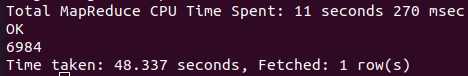 Total MapReduce CPU Time Spent: 11 seconds 270 msec
OK
6984
Time taken: 48.337 seconds, Fetched: 1 row(s)